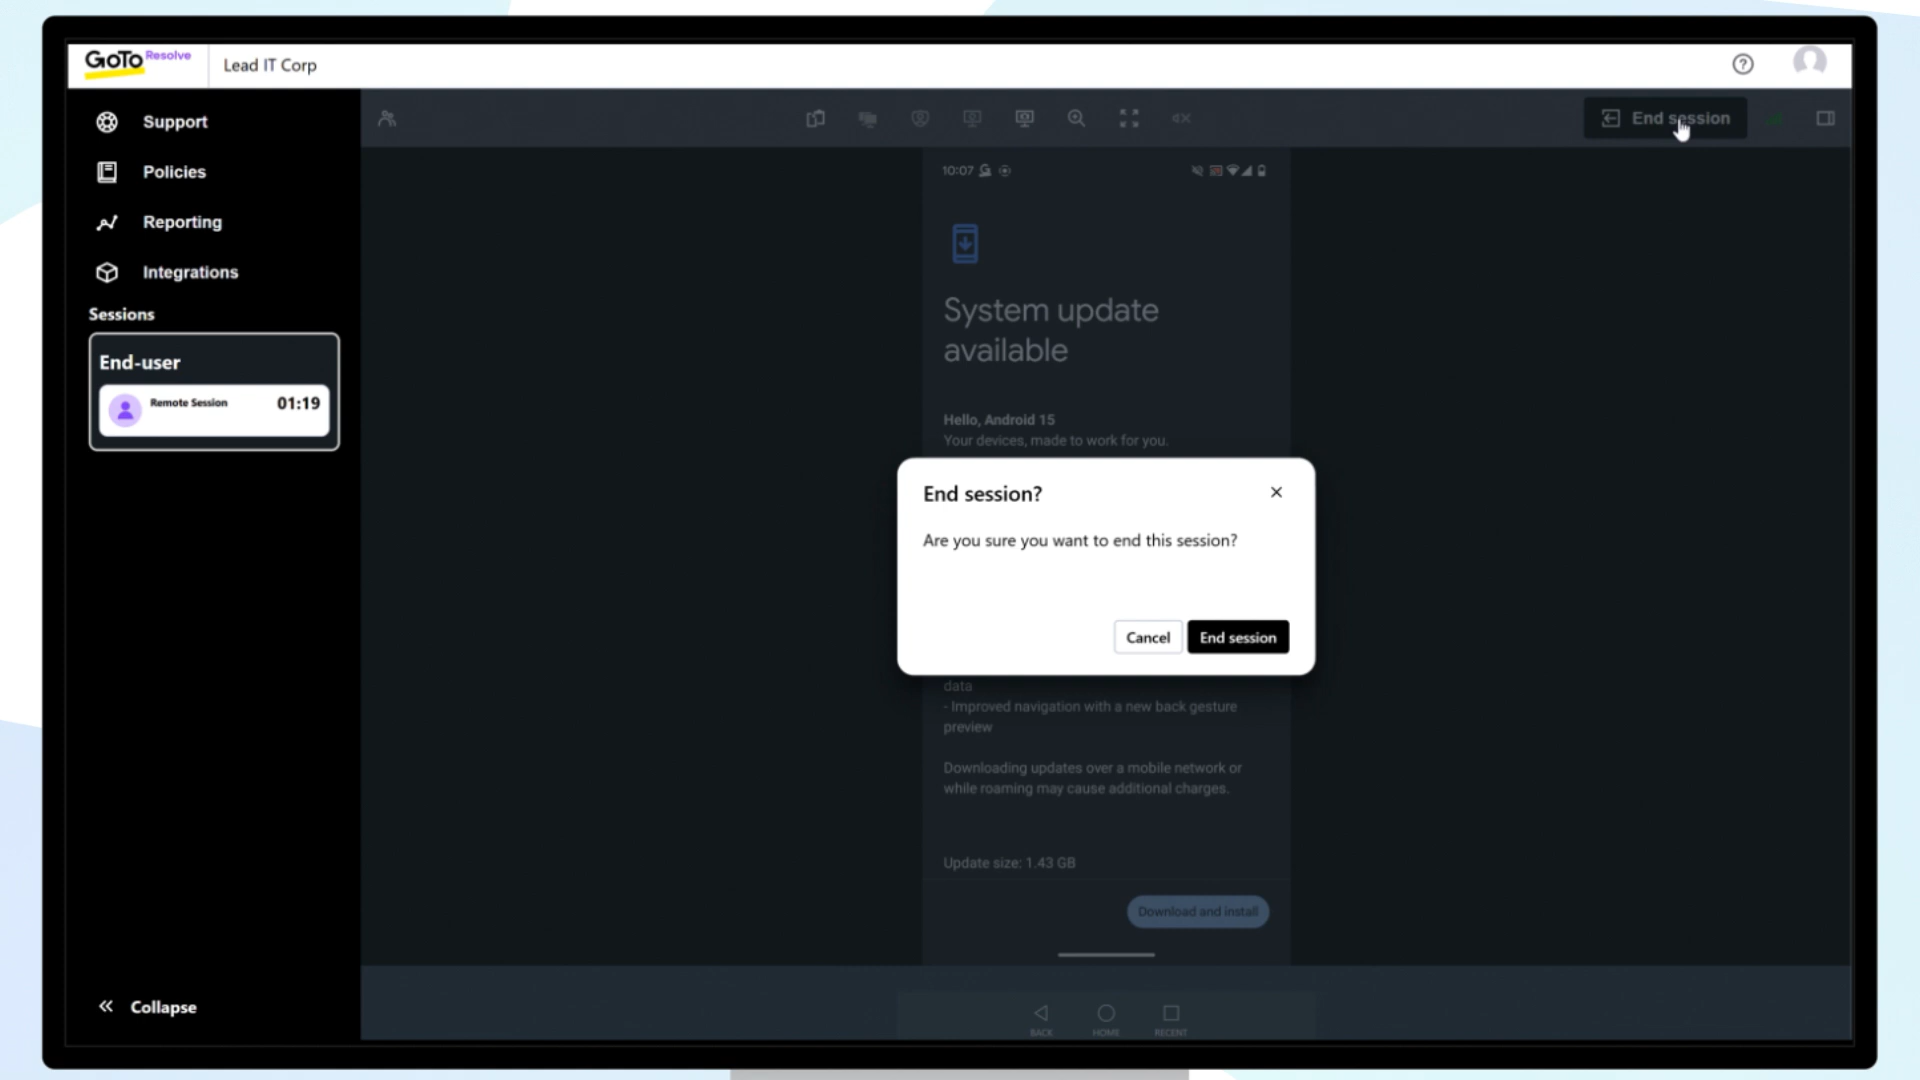 GoTo Resolve
Lead IT Corp
Support
Policies
Reporting
Integrations
Sessions
End-user
Remote Session
01:19
Collapse
End session
10:07
System update
available
Hello, Android 15
Your devices, made to work for you.
End session?
Are you sure you want to end this session?
Cancel
End session
data
- Improved navigation with a new back gesture
preview
Downloading updates over a mobile network or
while roaming may cause additional charges.
Update size: 1.43 GB
Download and install
BACK
HOME
RECENT